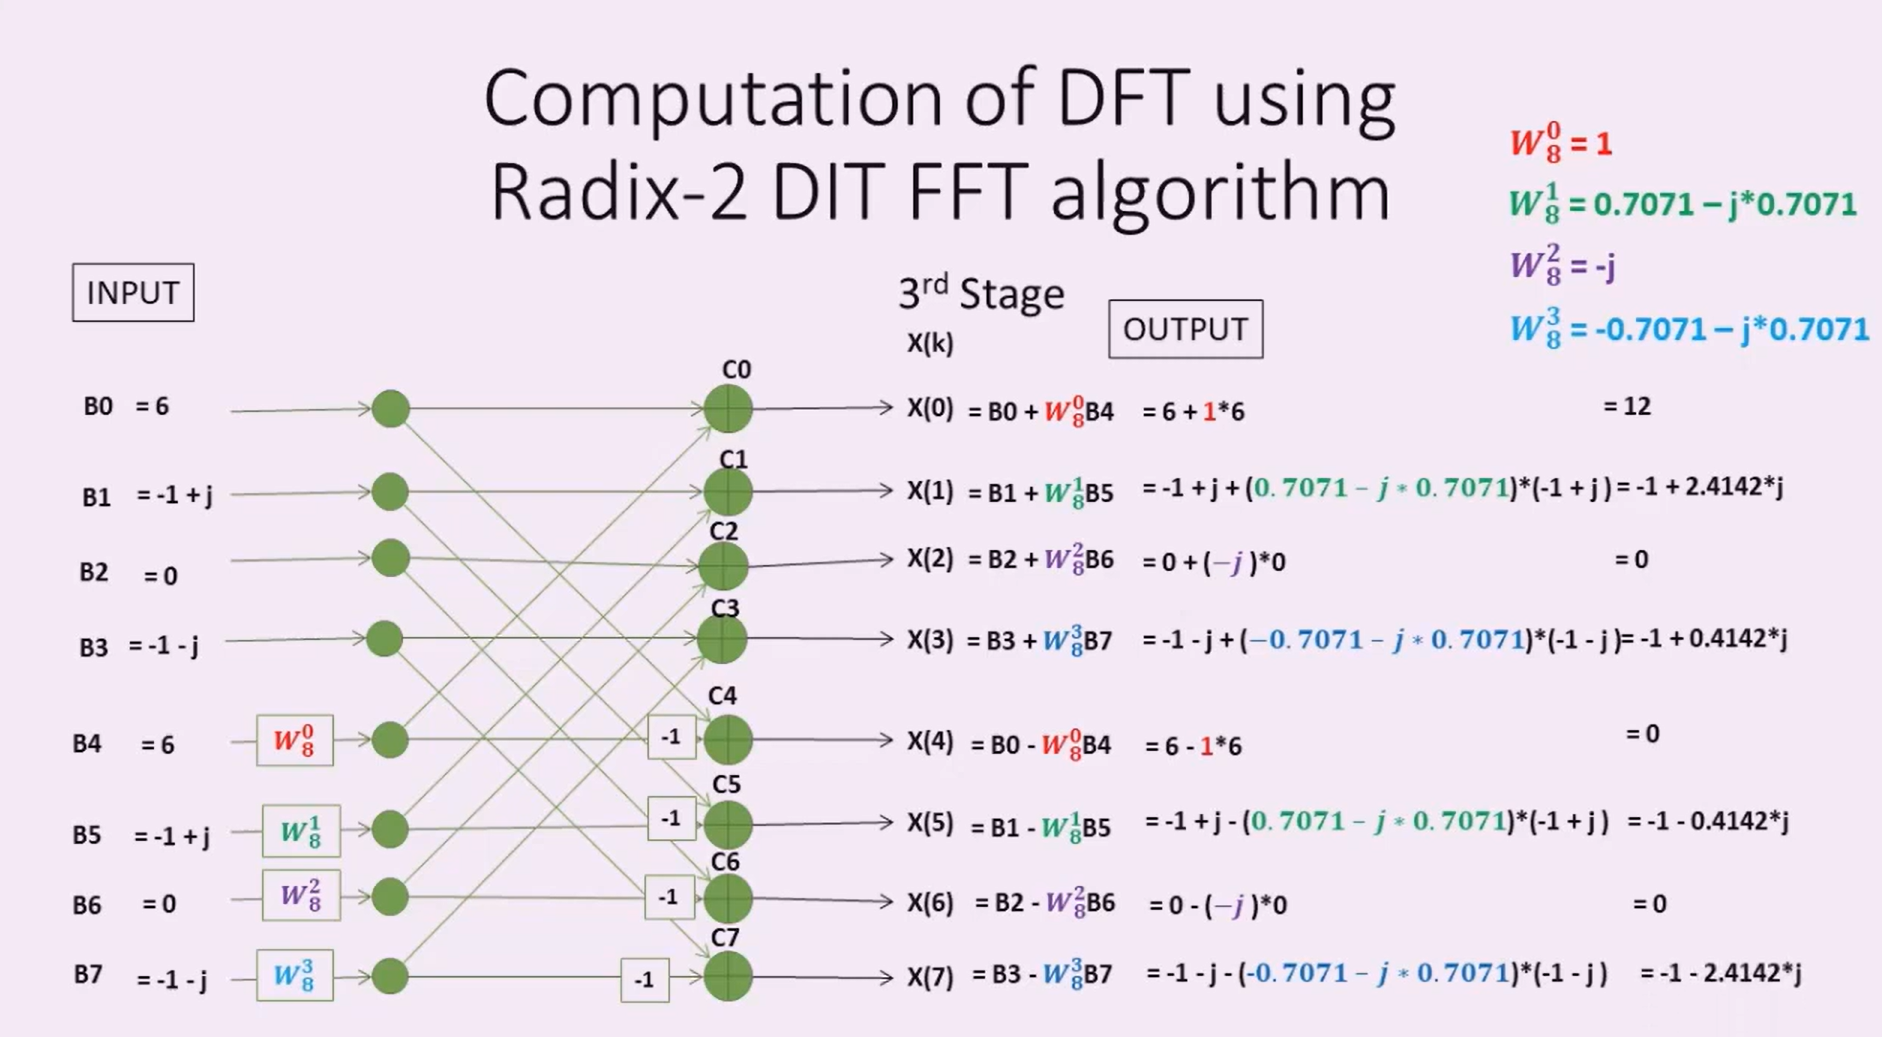 Computation of DFT using
Radix-2 DIT FFT algorithm
W₈⁰ = 1
W₈¹ = 0.7071 – j*0.7071
W₈² = -j
W₈³ = -0.7071 – j*0.7071
INPUT
3rd Stage
OUTPUT
X(k)
C0
B0 = 6
X(0) = B0 + W₈⁰B4 = 6 + 1*6 = 12
C1
B1 = -1 + j
X(1) = B1 + W₈¹B5 = -1 + j + (0.7071 − j ∗ 0.7071)*(-1 + j ) = -1 + 2.4142*j
C2
B2 = 0
X(2) = B2 + W₈²B6 = 0 + (−j )*0 = 0
C3
B3 = -1 - j
X(3) = B3 + W₈³B7 = -1 - j + (−0.7071 − j ∗ 0.7071)*(-1 - j )= -1 + 0.4142*j
C4
B4 = 6 W₈⁰ -1
X(4) = B0 - W₈⁰B4 = 6 - 1*6 = 0
C5
B5 = -1 + j W₈¹ -1
X(5) = B1 - W₈¹B5 = -1 + j - (0.7071 − j ∗ 0.7071)*(-1 + j ) = -1 - 0.4142*j
C6
B6 = 0 W₈² -1
X(6) = B2 - W₈²B6 = 0 - (−j )*0 = 0
C7
B7 = -1 - j W₈³ -1
X(7) = B3 - W₈³B7 = -1 - j - (-0.7071 − j ∗ 0.7071)*(-1 - j ) = -1 - 2.4142*j